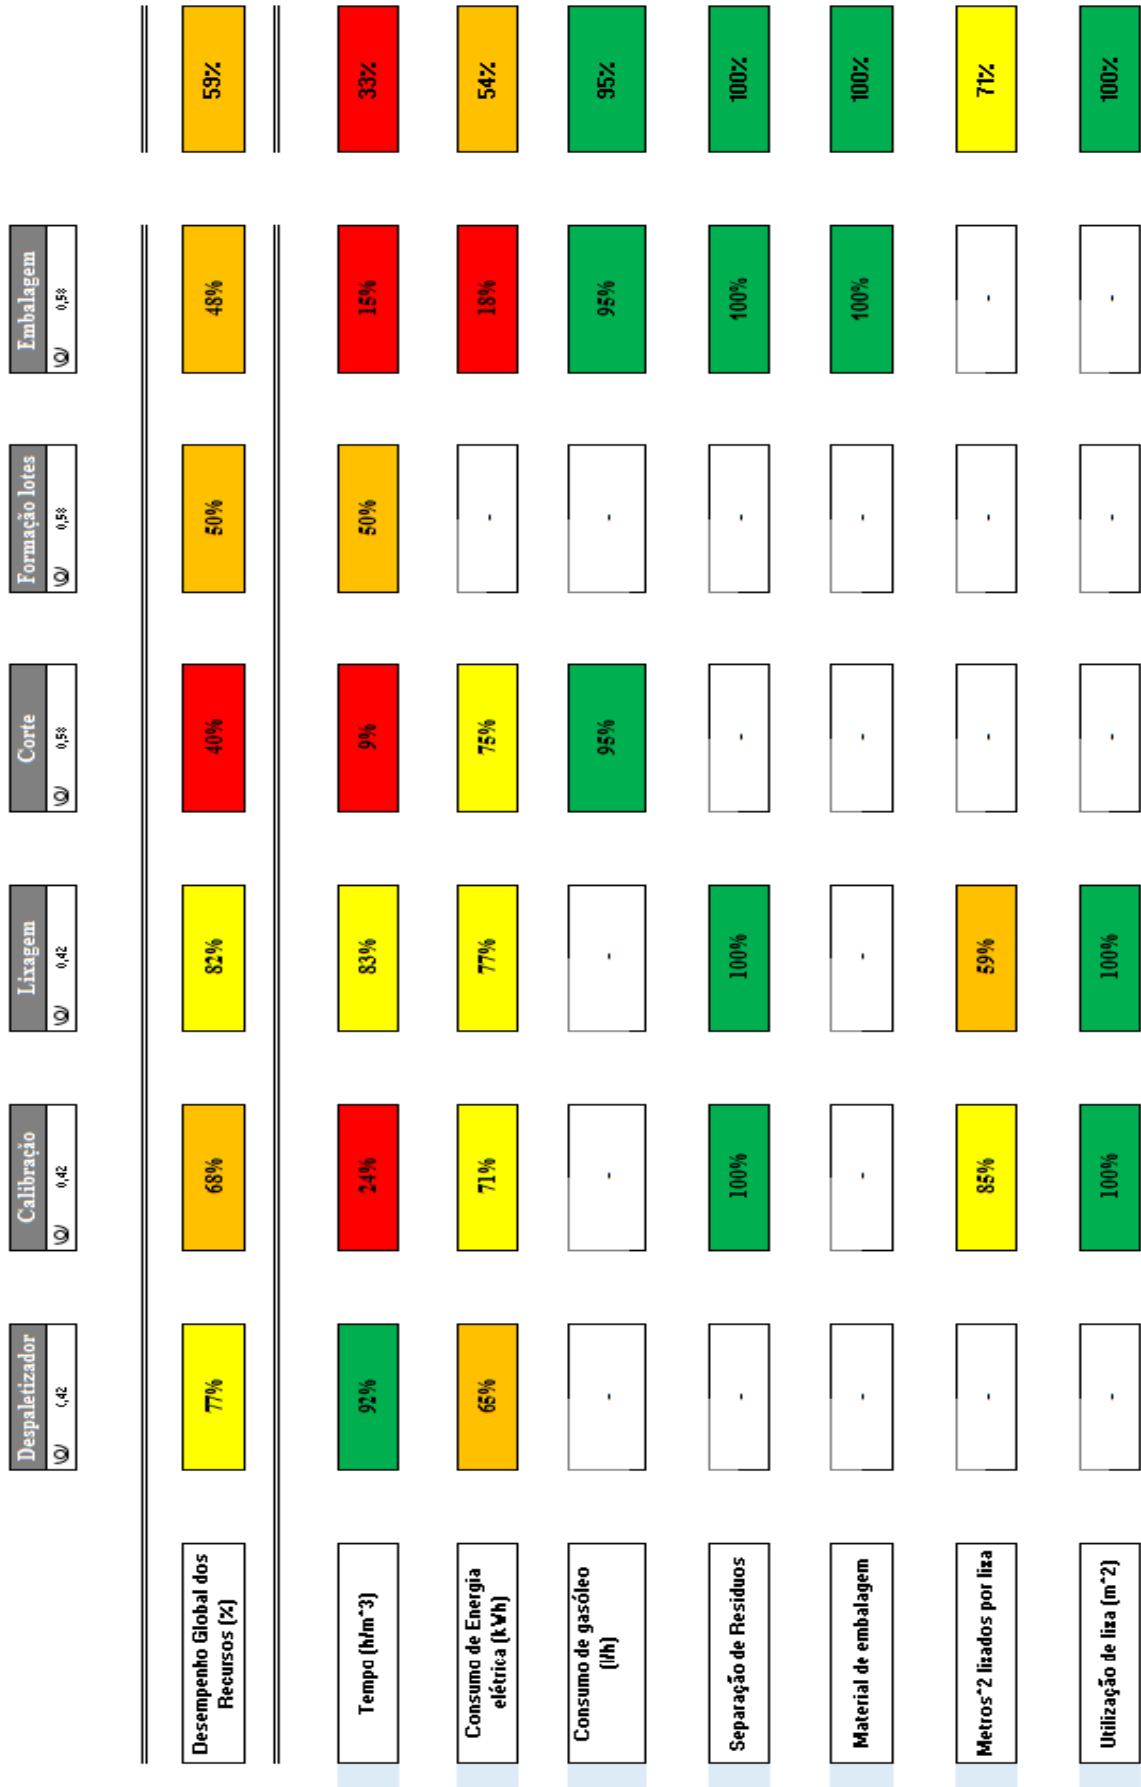 Despaletizador Calibração Lixagem Corte Formação lotes Embalagem
0,42 0,42 0,42 0,58 0,58 0,58
Desempenho Global dos
Recursos (%)
77% 68% 82% 40% 50% 48% 59%
Tempo (h/m^3)
92% 24% 83% 9% 50% 15% 33%
Consumo de Energia
elétrica (kWh)
65% 71% 77% 75% - 18% 54%
Consumo de gasóleo
(l/h)
- - - 95% - 95% 95%
Separação de Resíduos
- 100% 100% - - 100% 100%
Material de embalagem
- - - - - 100% 100%
Metros^2 lixados por lixa
- 85% 59% - - - 71%
Utilização de lixa (m^2)
- 100% 100% - - - 100%